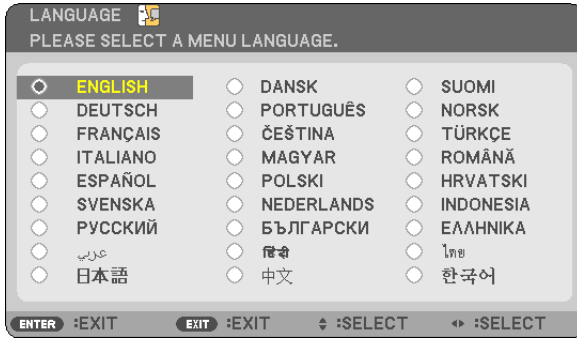 LANGUAGE
PLEASE SELECT A MENU LANGUAGE.
ENGLISH DANSK SUOMI
DEUTSCH PORTUGUÊS NORSK
FRANÇAIS ČEŠTINA TÜRKÇE
ITALIANO MAGYAR ROMÂNĂ
ESPAÑOL POLSKI HRVATSKI
SVENSKA NEDERLANDS INDONESIA
РУССКИЙ БЪЛГАРСКИ ΕΛΛΗΝΙΚΑ
عربي हिंदी ไทย
日本語 中文 한국어
ENTER :EXIT EXIT :EXIT :SELECT :SELECT